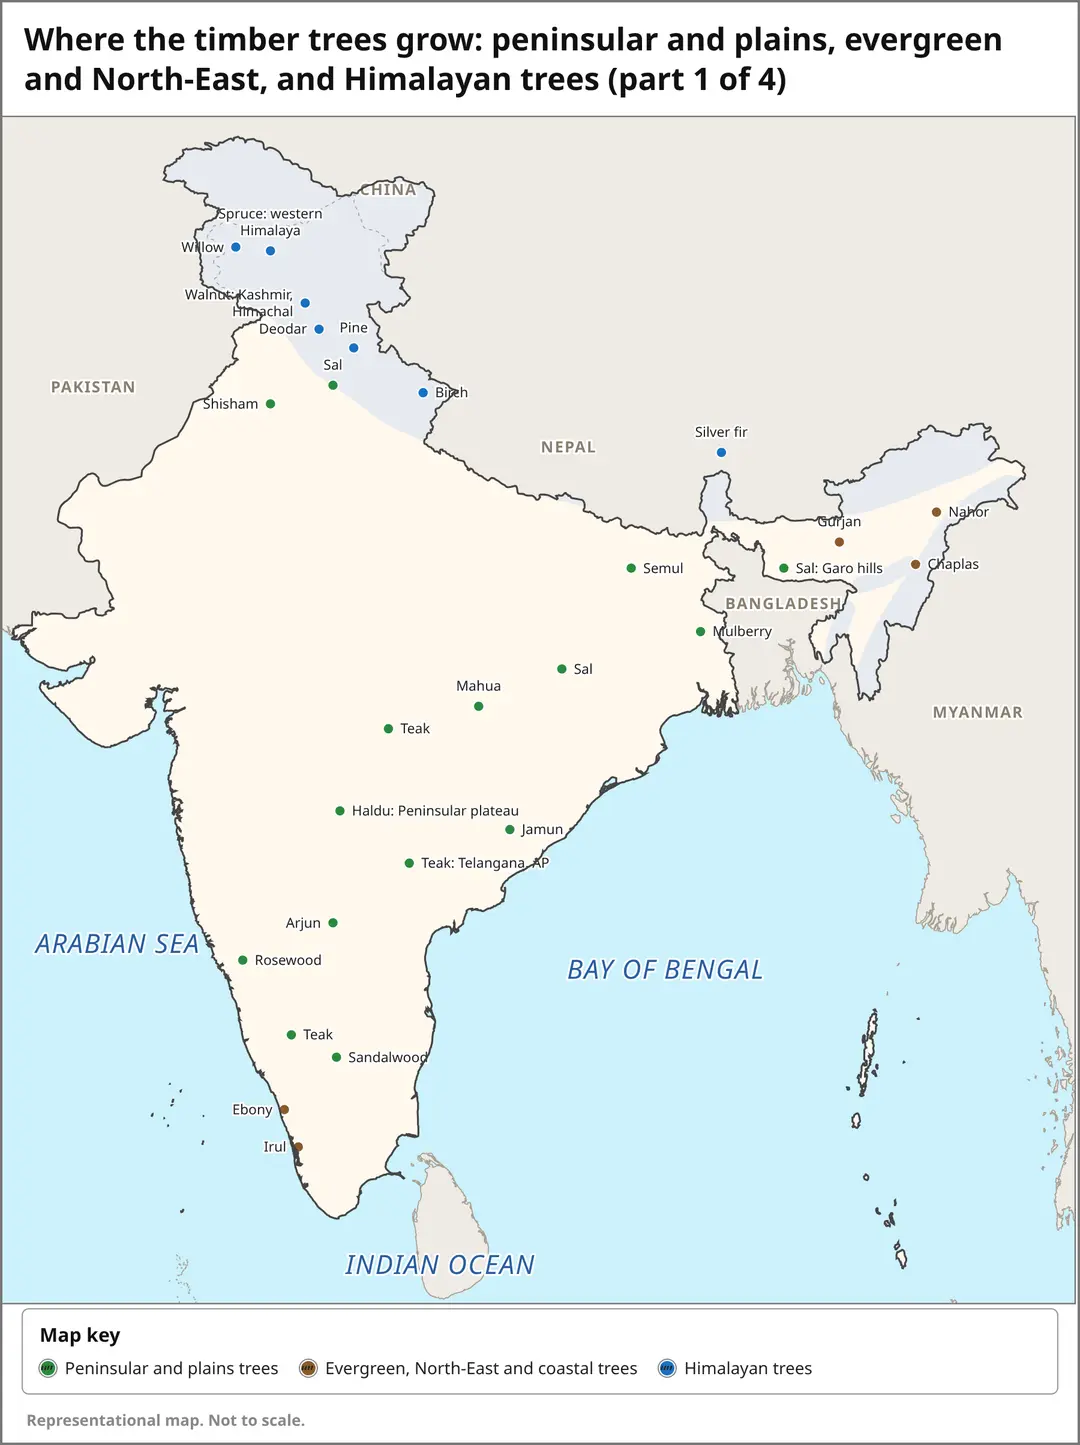 Where the timber trees grow: peninsular and plains, evergreen
and North-East, and Himalayan trees (part 1 of 4)
CHINA
Spruce: western
Himalaya
Willow
Walnut: Kashmir,
Himachal
Deodar
Pine
Sal
PAKISTAN
Birch
Shisham
Silver fir
NEPAL
Nahor
Gurjan
Semul
Sal: Garo hills
Chaplas
BANGLADESH
Mulberry
Sal
Mahua
MYANMAR
Teak
Haldu: Peninsular plateau
Jamun
Teak: Telangana, AP
Arjun
ARABIAN SEA
Rosewood
BAY OF BENGAL
Teak
Sandalwood
Ebony
Irul
INDIAN OCEAN
Map key
Peninsular and plains trees
Evergreen, North-East and coastal trees
Himalayan trees
Representational map. Not to scale.